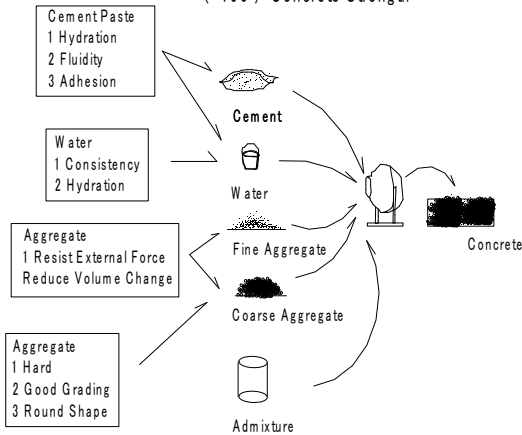 Cement Paste
1 Hydration
2 Fluidity
3 Adhesion
Cement
Water
1 Consistency
2 Hydration
Water
Aggregate
1 Resist External Force
Reduce Volume Change
Fine Aggregate
Concrete
Coarse Aggregate
Aggregate
1 Hard
2 Good Grading
3 Round Shape
Admixture